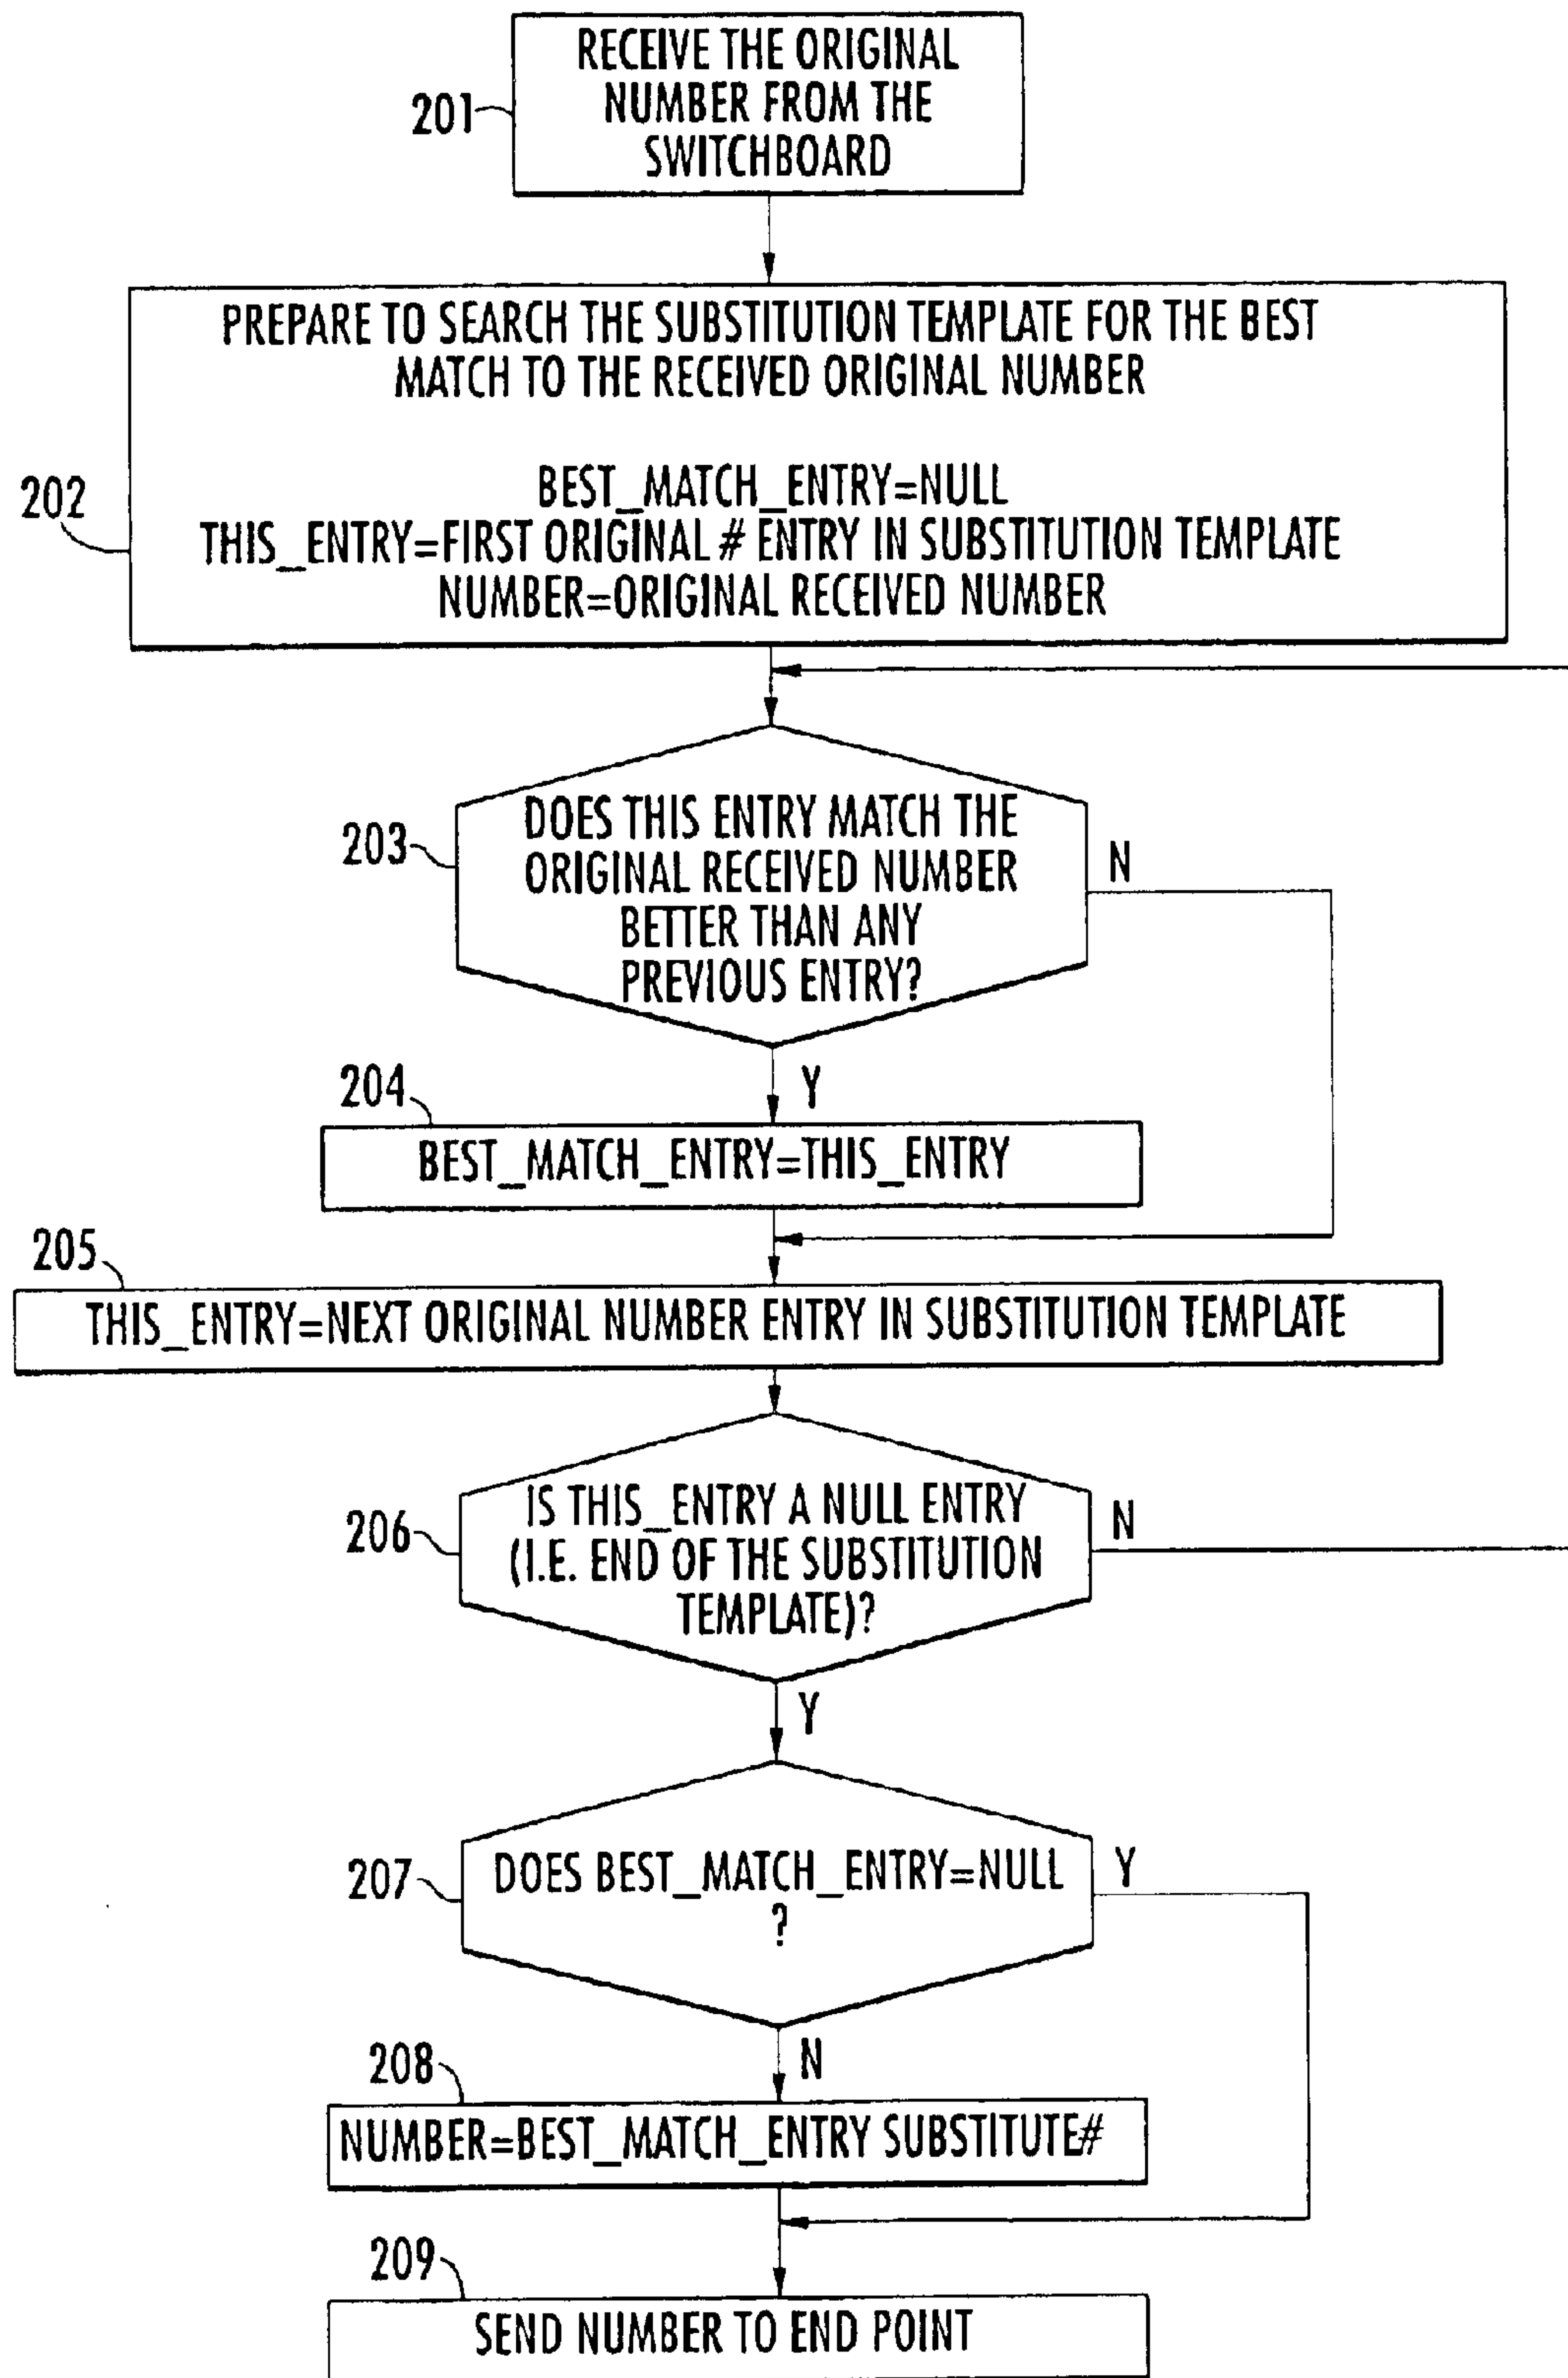 RECEIVE THE ORIGINAL
NUMBER FROM THE
SWITCHBOARD
201
PREPARE TO SEARCH THE SUBSTITUTION TEMPLATE FOR THE BEST
MATCH TO THE RECEIVED ORIGINAL NUMBER
BEST_MATCH_ENTRY=NULL
THIS_ENTRY=FIRST ORIGINAL # ENTRY IN SUBSTITUTION TEMPLATE
NUMBER=ORIGINAL RECEIVED NUMBER
202
DOES THIS ENTRY MATCH THE
ORIGINAL RECEIVED NUMBER
BETTER THAN ANY
PREVIOUS ENTRY?
203
N
Y
204
BEST_MATCH_ENTRY=THIS_ENTRY
205
THIS_ENTRY=NEXT ORIGINAL NUMBER ENTRY IN SUBSTITUTION TEMPLATE
IS THIS_ENTRY A NULL ENTRY
(I.E. END OF THE SUBSTITUTION
TEMPLATE)?
206
N
Y
DOES BEST_MATCH_ENTRY=NULL
?
207
Y
N
208
NUMBER=BEST_MATCH_ENTRY SUBSTITUTE#
209
SEND NUMBER TO END POINT